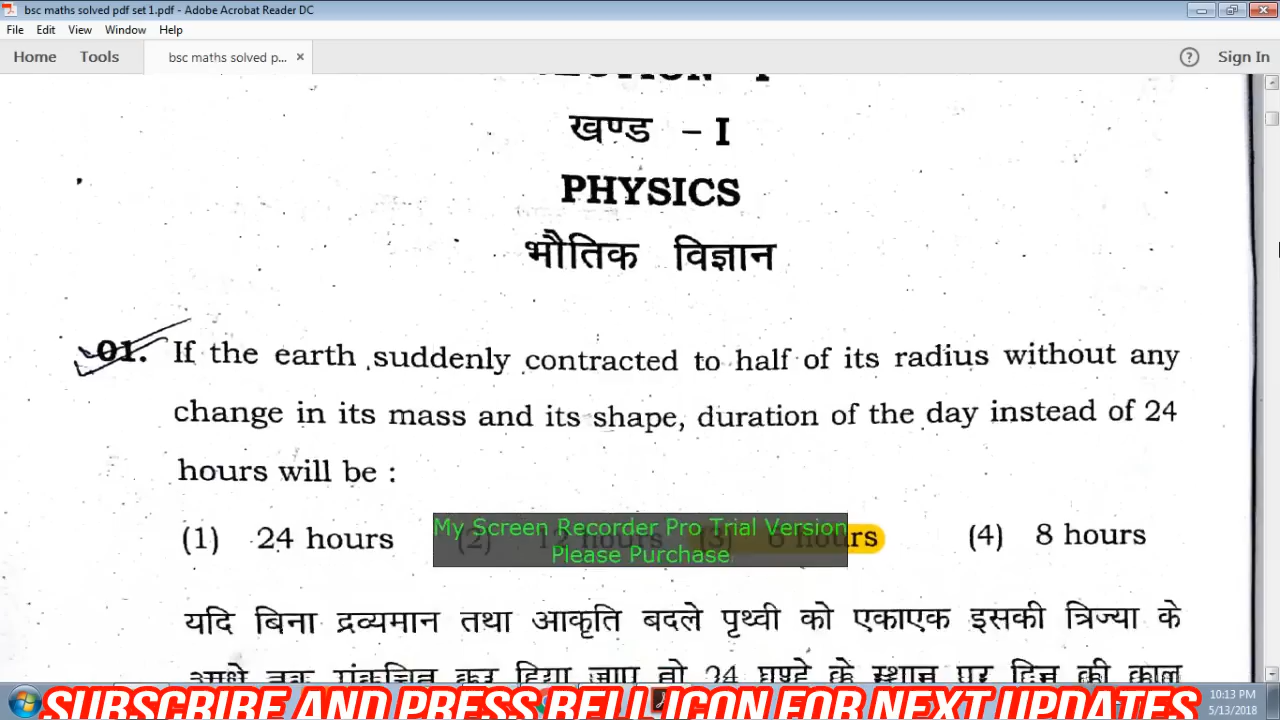 bsc maths solved pdf set 1.pdf - Adobe Acrobat Reader DC
File Edit View Window Help
Home Tools bsc maths solved p... × ? Sign In
खण्ड – I
PHYSICS
भौतिक विज्ञान
01. If the earth suddenly contracted to half of its radius without any
change in its mass and its shape, duration of the day instead of 24
hours will be :
(1) 24 hours (2) 12 hours (3) 6 hours (4) 8 hours
My Screen Recorder Pro Trial Version
Please Purchase
यदि बिना द्रव्यमान तथा आकृति बदले पृथ्वी को एकाएक इसकी त्रिज्या के
24 घण्टे के स्थान पर दिन की
SUBSCRIBE AND PRESS BELL ICON FOR NEXT UPDATES
10:13 PM
5/13/2018